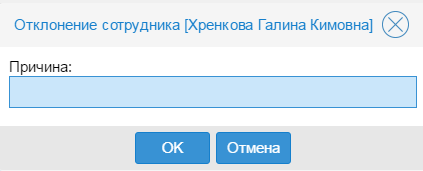 Отклонение сотрудника [Хренкова Галина Кимовна]
Причина:
OK
Отмена